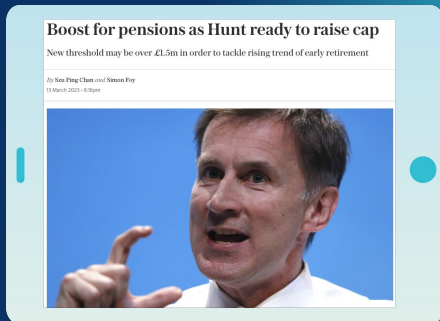 Boost for pensions as Hunt ready to raise cap
New threshold may be over £1.5m in order to tackle rising trend of early retirement
By Szu Ping Chan and Simon Foy
13 March 2023 • 9:16pm